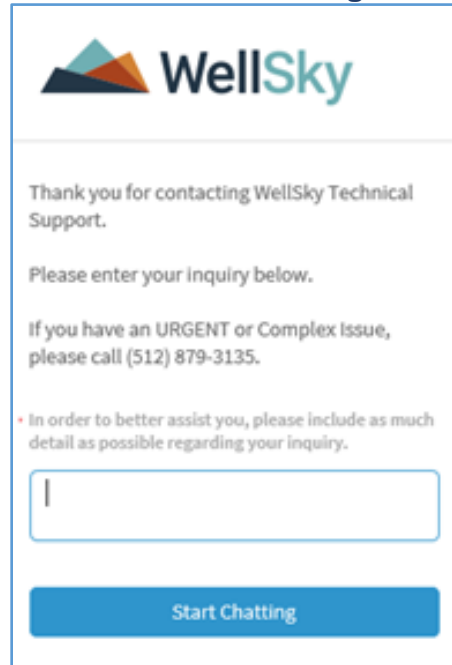 WellSky
Thank you for contacting WellSky Technical
Support.
Please enter your inquiry below.
If you have an URGENT or Complex Issue,
please call (512) 879-3135.
• In order to better assist you, please include as much
detail as possible regarding your inquiry.
Start Chatting